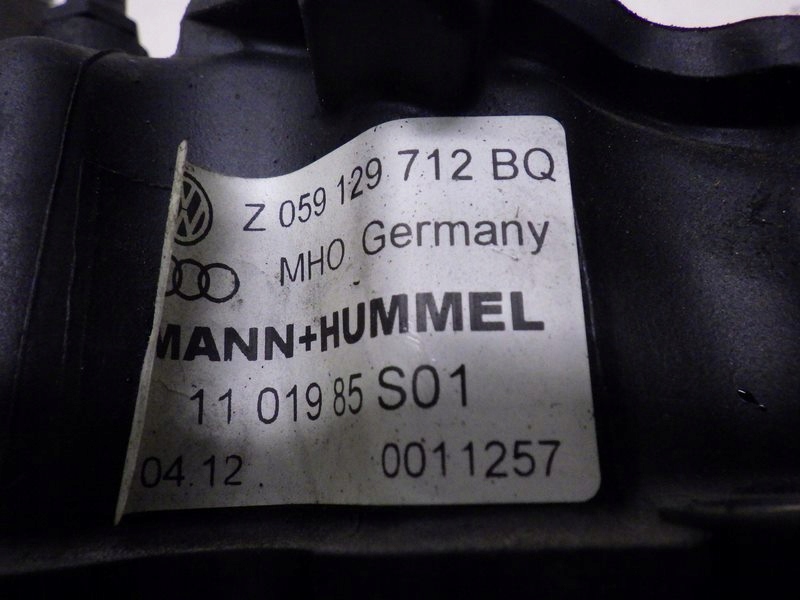 Z 059 129 712 BQ
MHO Germany
MANN+HUMMEL
11 019 85 S01
04.12 0011257